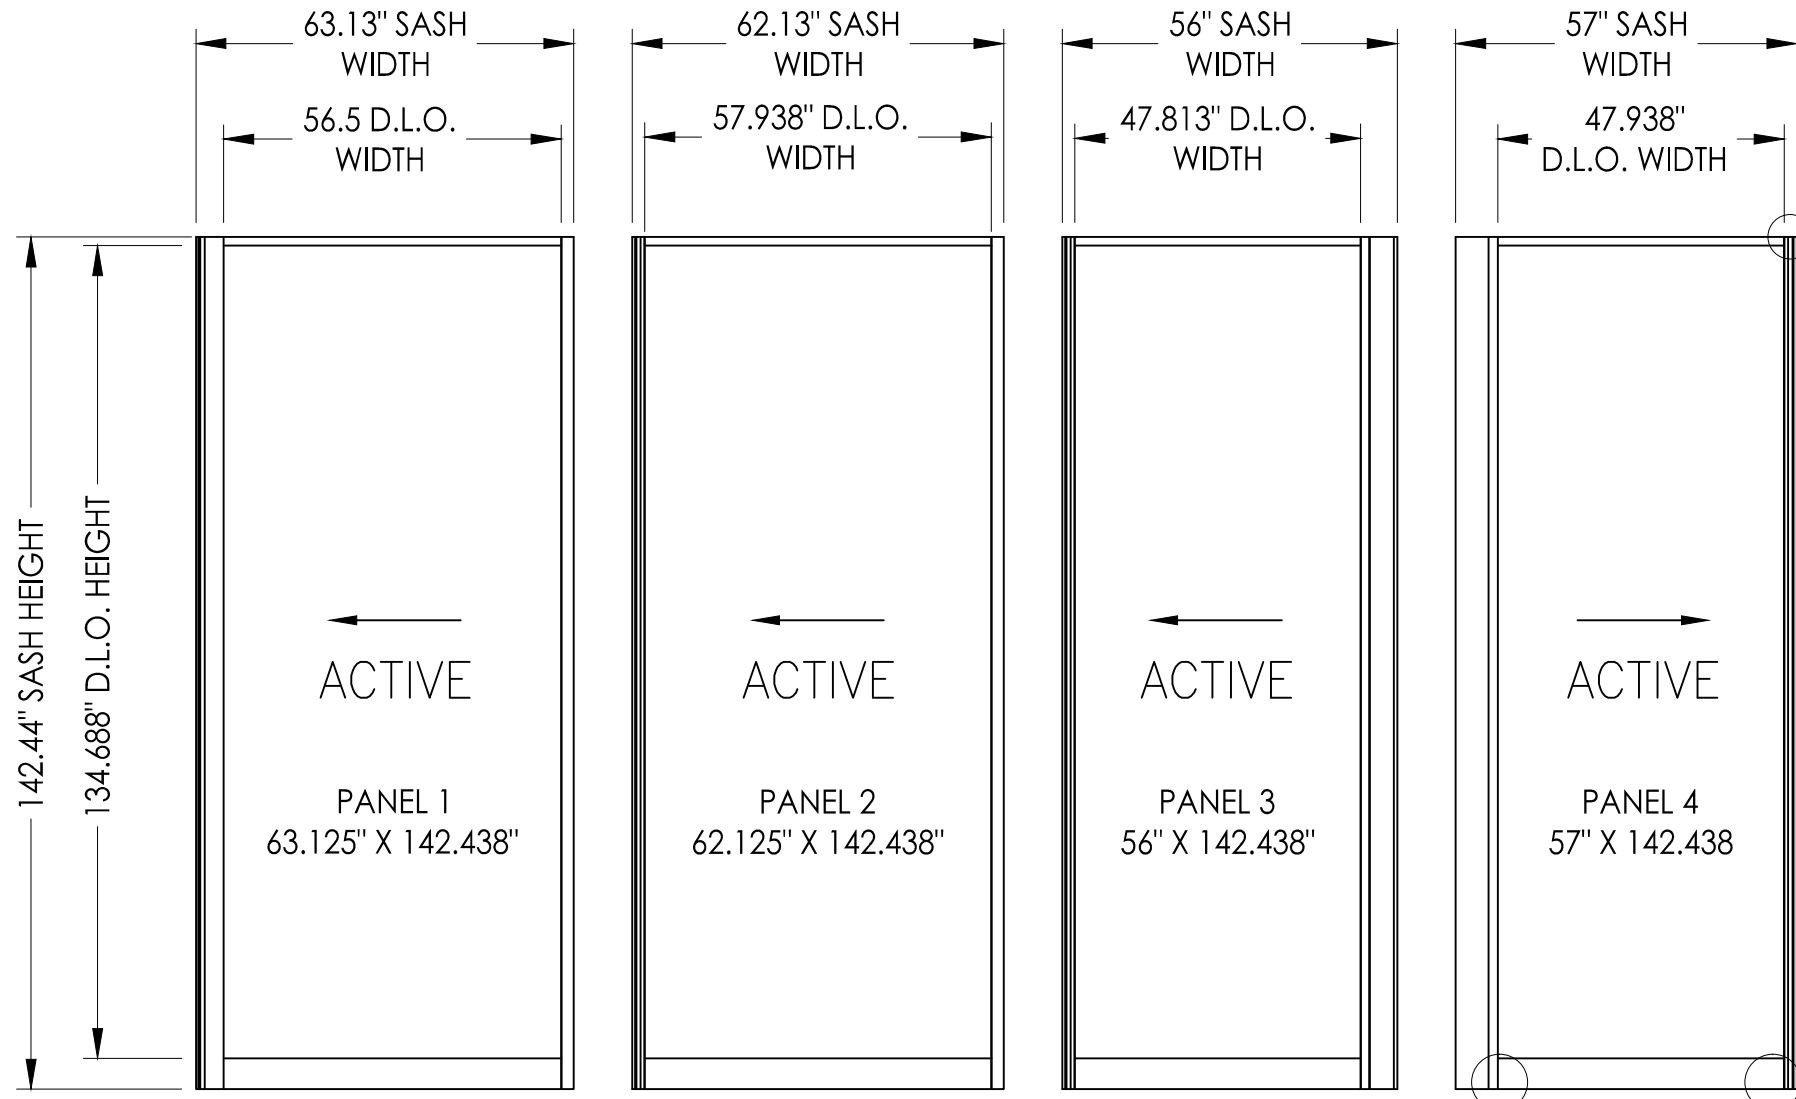 63.13" SASH
WIDTH
56.5 D.L.O.
WIDTH
62.13" SASH
WIDTH
57.938" D.L.O.
WIDTH
56" SASH
WIDTH
47.813" D.L.O.
WIDTH
57" SASH
WIDTH
47.938"
D.L.O. WIDTH
142.44" SASH HEIGHT
134.688" D.L.O. HEIGHT
ACTIVE
PANEL 1
63.125" X 142.438"
ACTIVE
PANEL 2
62.125" X 142.438"
ACTIVE
PANEL 3
56" X 142.438"
ACTIVE
PANEL 4
57" X 142.438